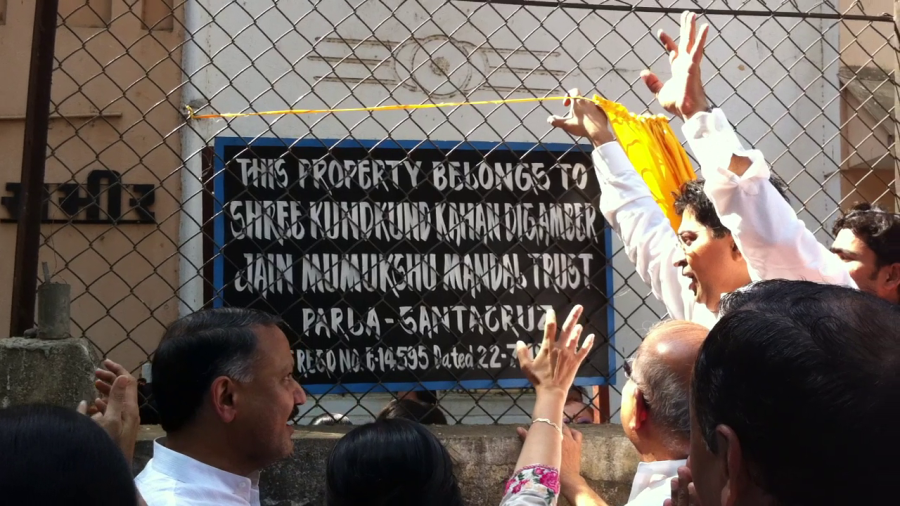 THIS PROPERTY BELONGS TO
SHREE KUNDKUND KAHAN DIGAMBER
JAIN MUMUKSHU MANDAL TRUST
PARLA-SANTACRUZ
REGD NO. E-14595 Dated 22-7
समीर